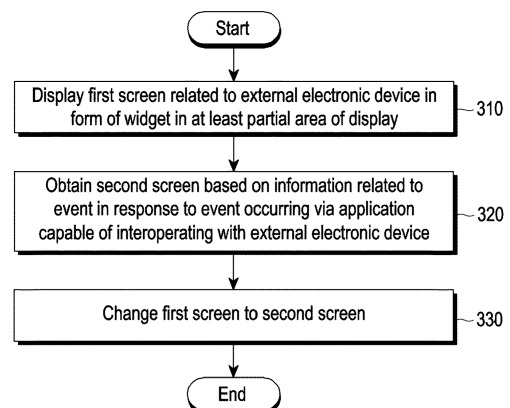 Start
Display first screen related to external electronic device in
form of widget in at least partial area of display
310
Obtain second screen based on information related to
event in response to event occurring via application
capable of interoperating with external electronic device
320
Change first screen to second screen
330
End